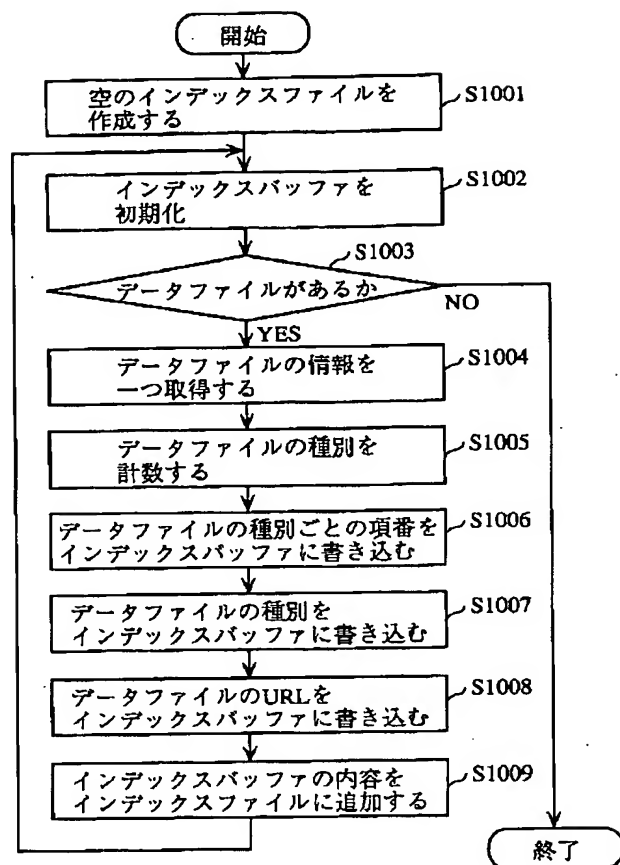 開始
空のインデックスファイルを
作成する
S1001
インデックスバッファを
初期化
S1002
S1003
データファイルがあるか
NO
YES
データファイルの情報を
一つ取得する
S1004
データファイルの種別を
計数する
S1005
データファイルの種別ごとの項番を
インデックスバッファに書き込む
S1006
データファイルの種別を
インデックスバッファに書き込む
S1007
データファイルのURLを
インデックスバッファに書き込む
S1008
インデックスバッファの内容を
インデックスファイルに追加する
S1009
終了